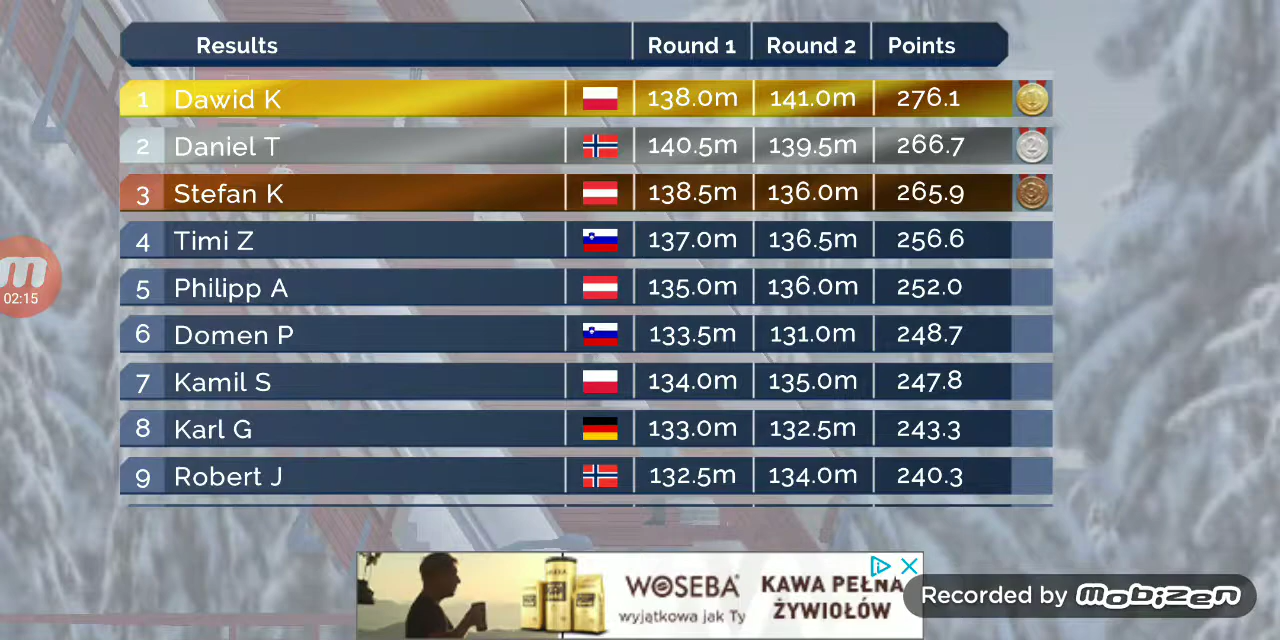 Results Round 1 Round 2 Points
1 Dawid K 138.0m 141.0m 276.1 1
2 Daniel T 140.5m 139.5m 266.7 2
3 Stefan K 138.5m 136.0m 265.9 3
4 Timi Z 137.0m 136.5m 256.6
5 Philipp A 135.0m 136.0m 252.0
6 Domen P 133.5m 131.0m 248.7
7 Kamil S 134.0m 135.0m 247.8
8 Karl G 133.0m 132.5m 243.3
9 Robert J 132.5m 134.0m 240.3
m
02:15
WOSEBA®
wyjątkowa jak Ty
KAWA PEŁNA
ŻYWIOŁÓW
Recorded by mobizen